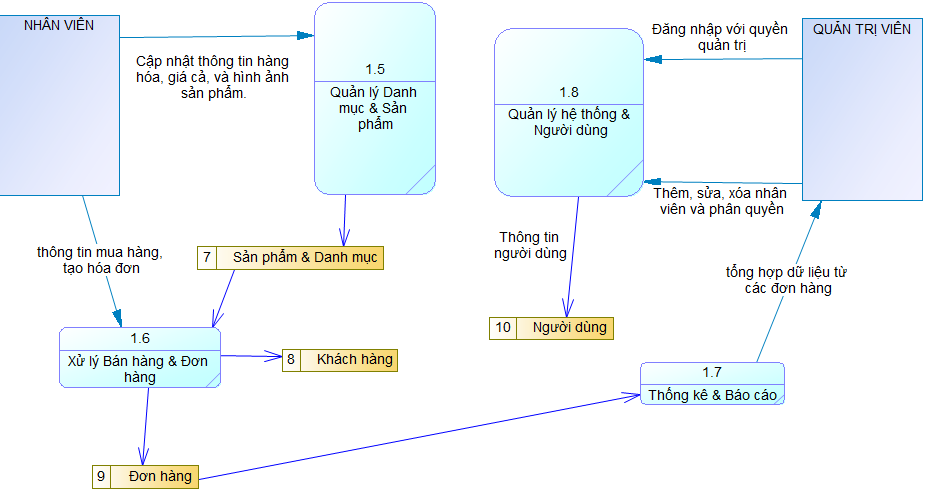 NHÂN VIÊN
Cập nhật thông tin hàng
hóa, giá cả, và hình ảnh
sản phẩm.
1.5
Quản lý Danh
mục & Sản
phẩm
1.8
Quản lý hệ thống &
Người dùng
Đăng nhập với quyền
quản trị
QUẢN TRỊ VIÊN
Thêm, sửa, xóa nhân
viên và phân quyền
thông tin mua hàng,
tạo hóa đơn
7 Sản phẩm & Danh mục
Thông tin
người dùng
tổng hợp dữ liệu từ
các đơn hàng
10 Người dùng
1.6
Xử lý Bán hàng & Đơn
hàng
8 Khách hàng
1.7
Thống kê & Báo cáo
9 Đơn hàng